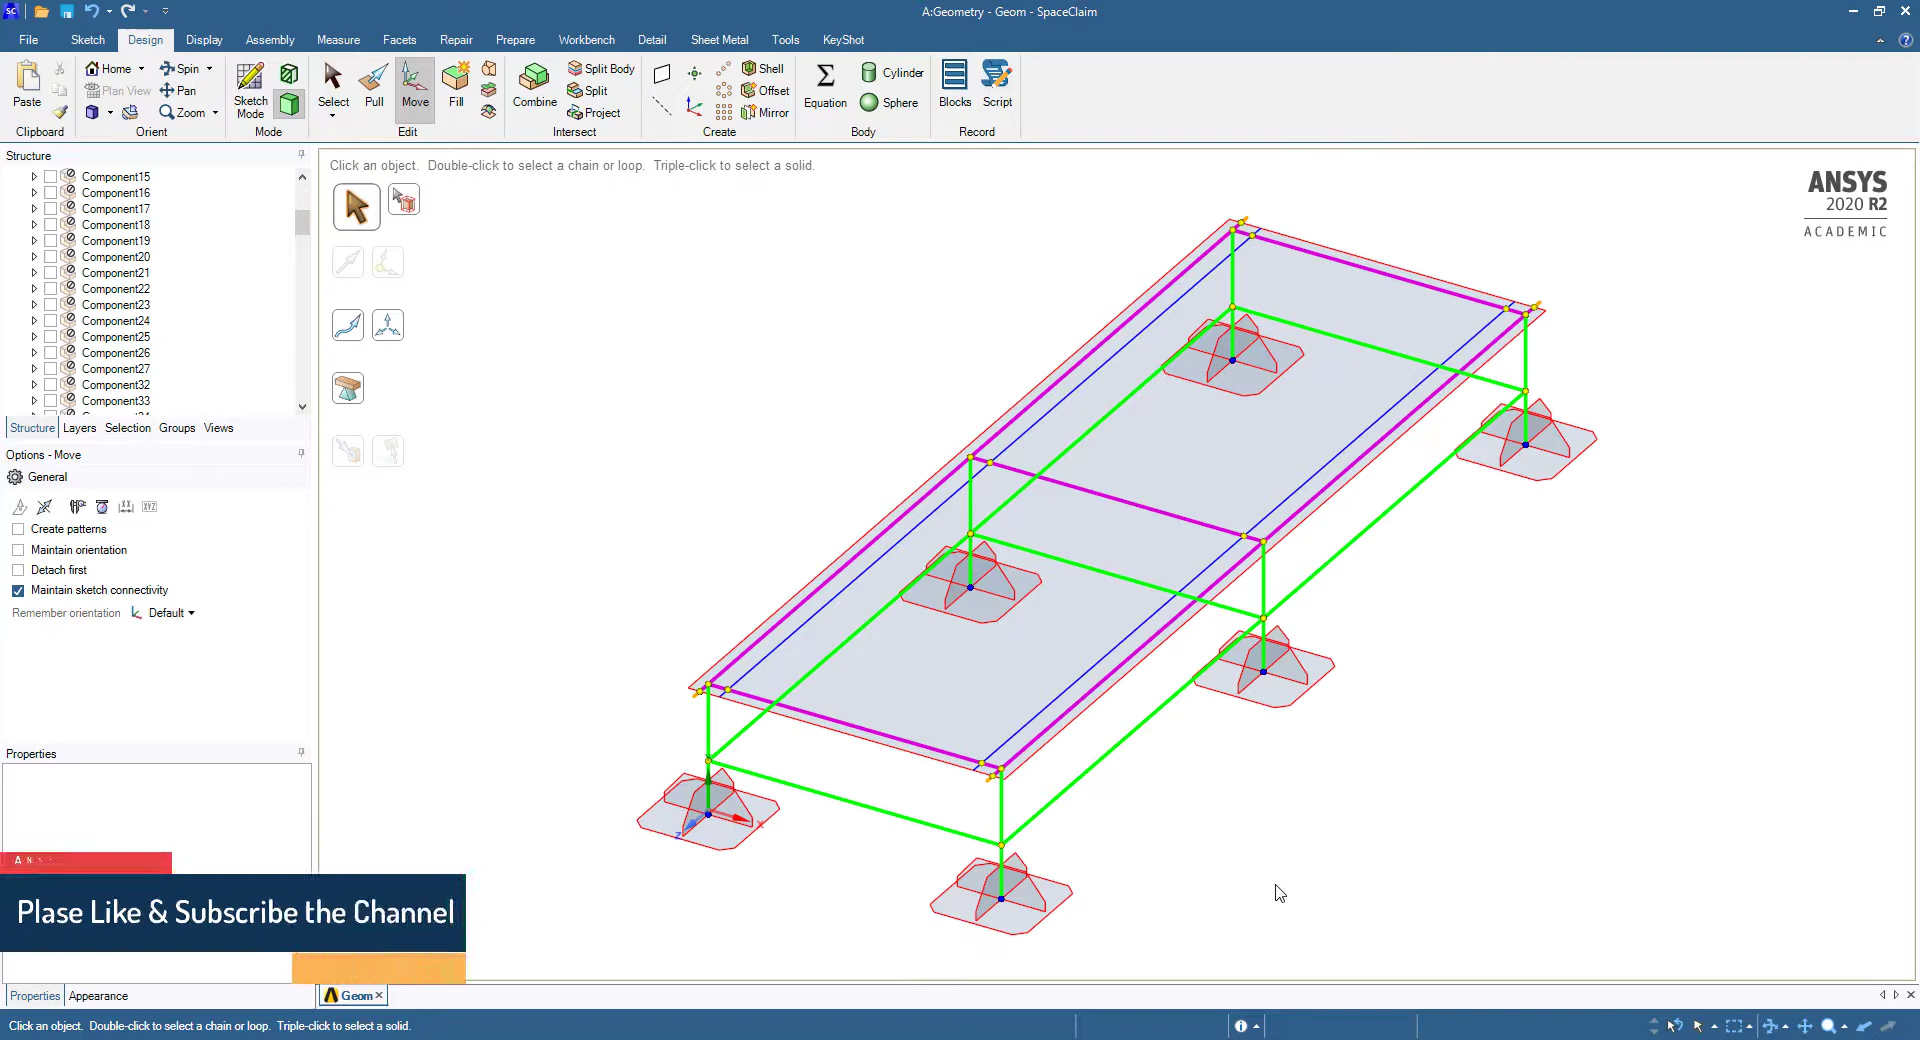 A:Geometry - Geom - SpaceClaim
File Sketch Design Display Assembly Measure Facets Repair Prepare Workbench Detail Sheet Metal Tools KeyShot
Paste
Home
Plan View
Spin
Pan
Zoom
Sketch Mode
Select
Pull
Move
Fill
Combine
Split Body
Split
Project
Shell
Offset
Mirror
Equation
Cylinder
Sphere
Blocks
Script
Clipboard Orient Mode Edit Intersect Create Body Record
Structure
Component15
Component16
Component17
Component18
Component19
Component20
Component21
Component22
Component23
Component24
Component25
Component26
Component27
Component32
Component33
Structure Layers Selection Groups Views
Options - Move
General
XYZ
Create patterns
Maintain orientation
Detach first
Maintain sketch connectivity
Remember orientation Default
Properties
Properties Appearance
Click an object. Double-click to select a chain or loop. Triple-click to select a solid.
ANSYS
2020 R2
ACADEMIC
X
Z
Plase Like & Subscribe the Channel
Geom
Click an object. Double-click to select a chain or loop. Triple-click to select a solid.